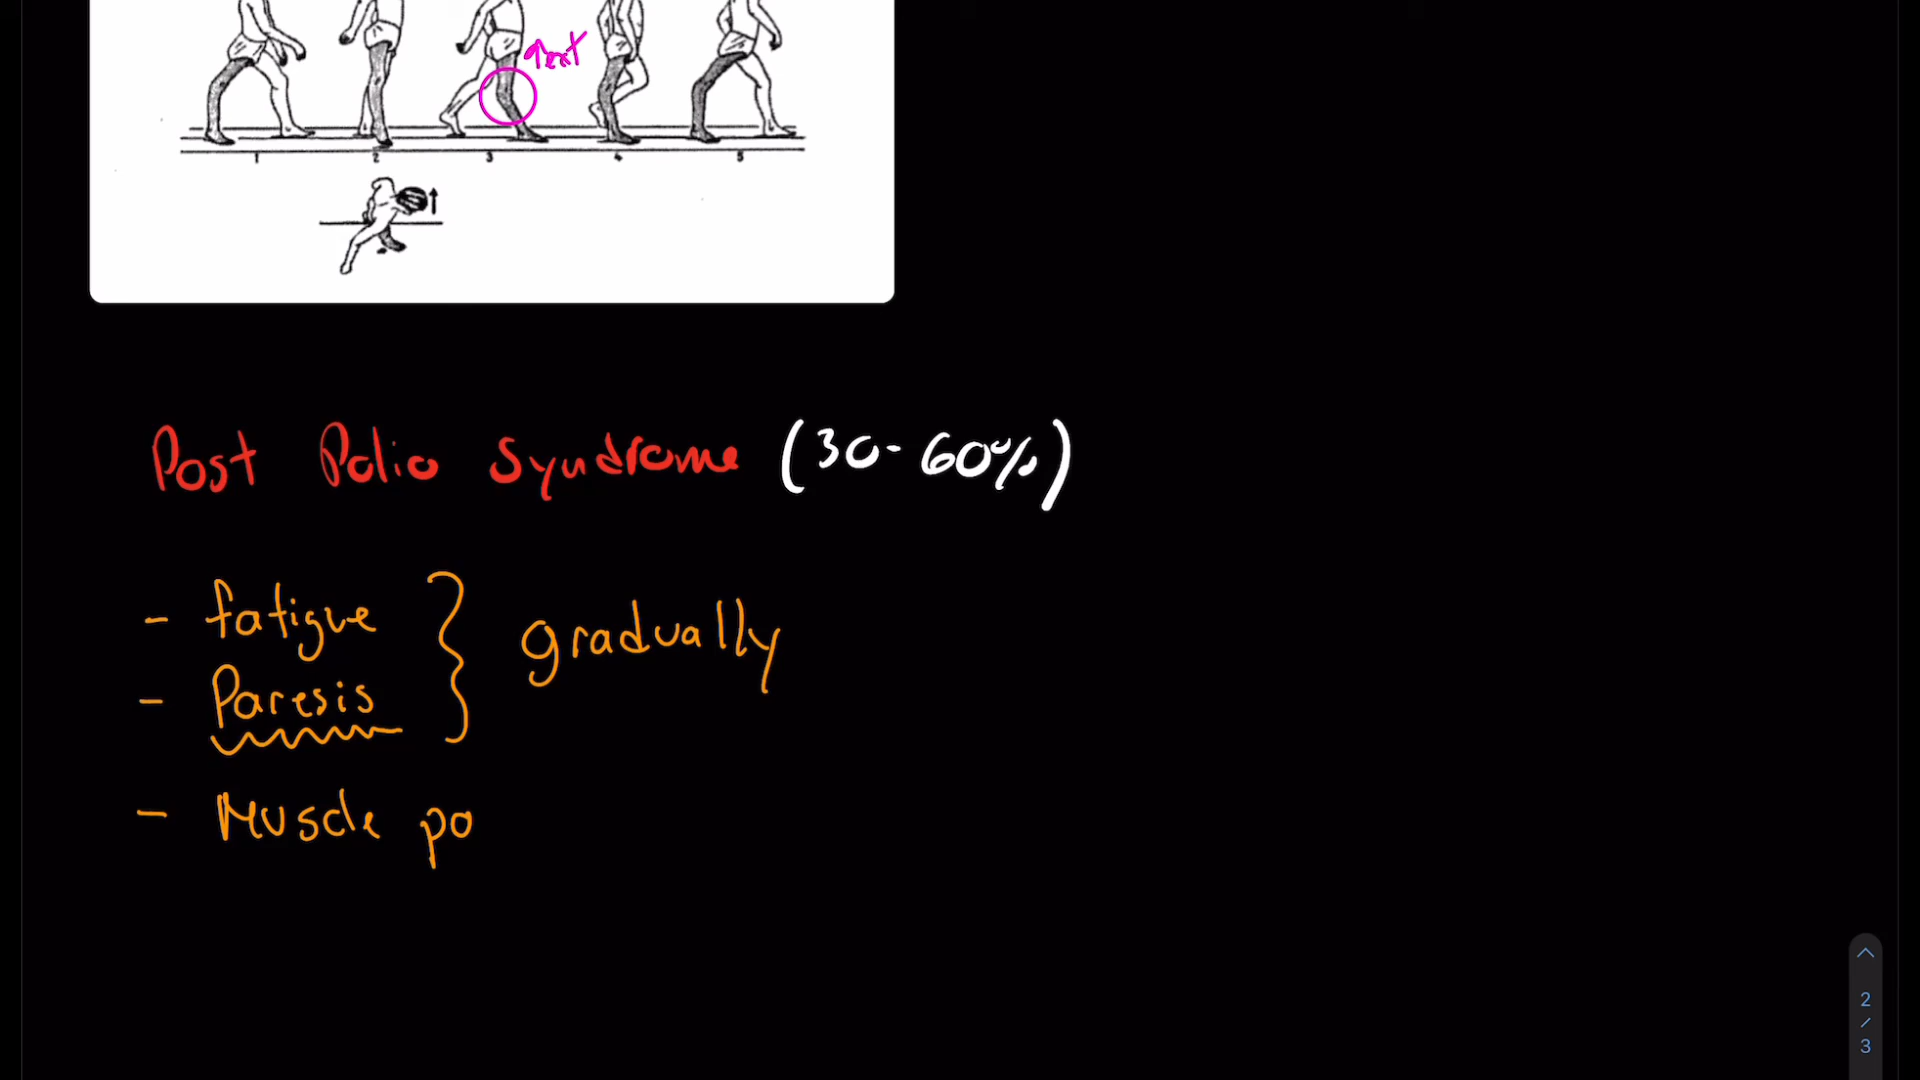 ↑ext
1 2 3 4 5
Post Polio Syndrome (30-60%)
- fatigue
- Paresis
gradually
- Muscle po
2
/
3